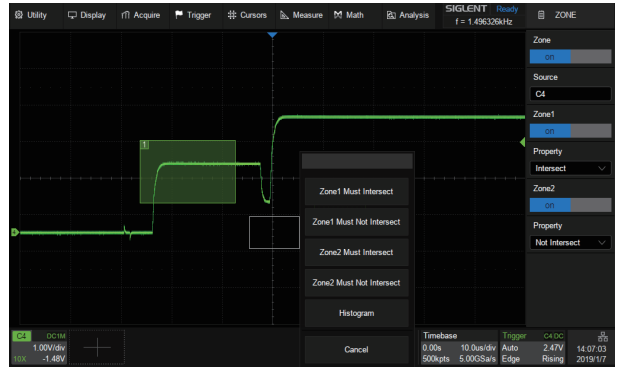 Utility Display Acquire Trigger Cursors Measure Math Analysis
SIGLENT Ready
f = 1.496326kHz
ZONE
Zone
on
Source
C4
Zone1
on
Property
Intersect
Zone2
on
Property
Not Intersect
1
4
Zone1 Must Intersect
Zone1 Must Not Intersect
Zone2 Must Intersect
Zone2 Must Not Intersect
Histogram
Cancel
C4 DC1M
1.00V/div
10X -1.48V
Timebase
0.00s 10.0us/div
500kpts 5.00GSa/s
Trigger C4 DC
Auto 2.47V
Edge Rising
14:07:03
2019/1/7